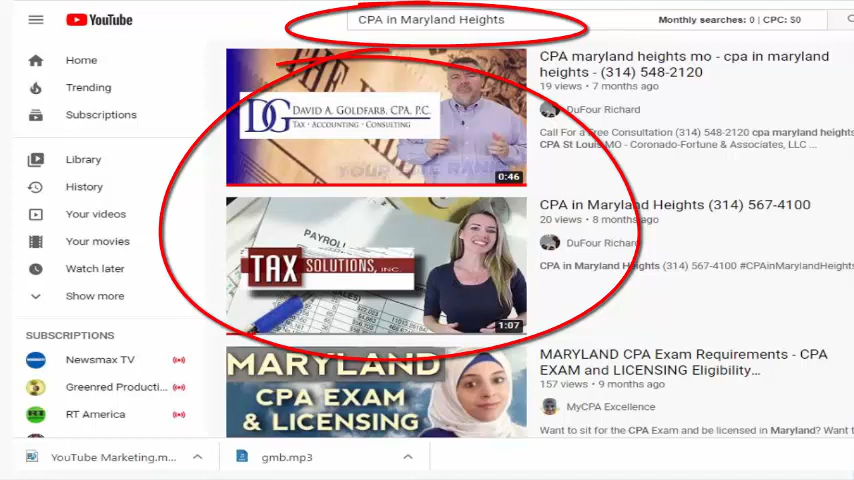 YouTube
CPA in Maryland Heights
Monthly searches: 0 | CPC: $0
Home
Trending
Subscriptions
Library
History
Your videos
Your movies
Watch later
Show more
SUBSCRIPTIONS
Newsmax TV
Greenred Producti...
RT America
DG
DAVID A. GOLDFARB, CPA, P.C.
TAX • ACCOUNTING • CONSULTING
0:46
CPA maryland heights mo - cpa in maryland
heights - (314) 548-2120
19 views • 7 months ago
DuFour Richard
Call For a Free Consultation (314) 548-2120 cpa maryland heights
CPA St Louis MO - Coronado-Fortune & Associates, LLC ...
PAYROLL
TAX SOLUTIONS, INC.
1:07
CPA in Maryland Heights (314) 567-4100
20 views • 8 months ago
DuFour Richard
CPA in Maryland Heights (314) 567-4100 #CPAinMarylandHeights
MARYLAND
CPA EXAM
& LICENSING
MARYLAND CPA Exam Requirements - CPA
EXAM and LICENSING Eligibility...
157 views • 9 months ago
MyCPA Excellence
Want to sit for the CPA Exam and be licensed in Maryland? Want t
YouTube Marketing.m...
gmb.mp3